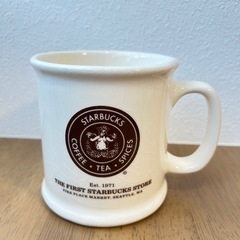 STARBUCKS
COFFEE • TEA • SPICES
®
Est. 1971
THE FIRST STARBUCKS STORE
PIKE PLACE MARKET, SEATTLE, WA